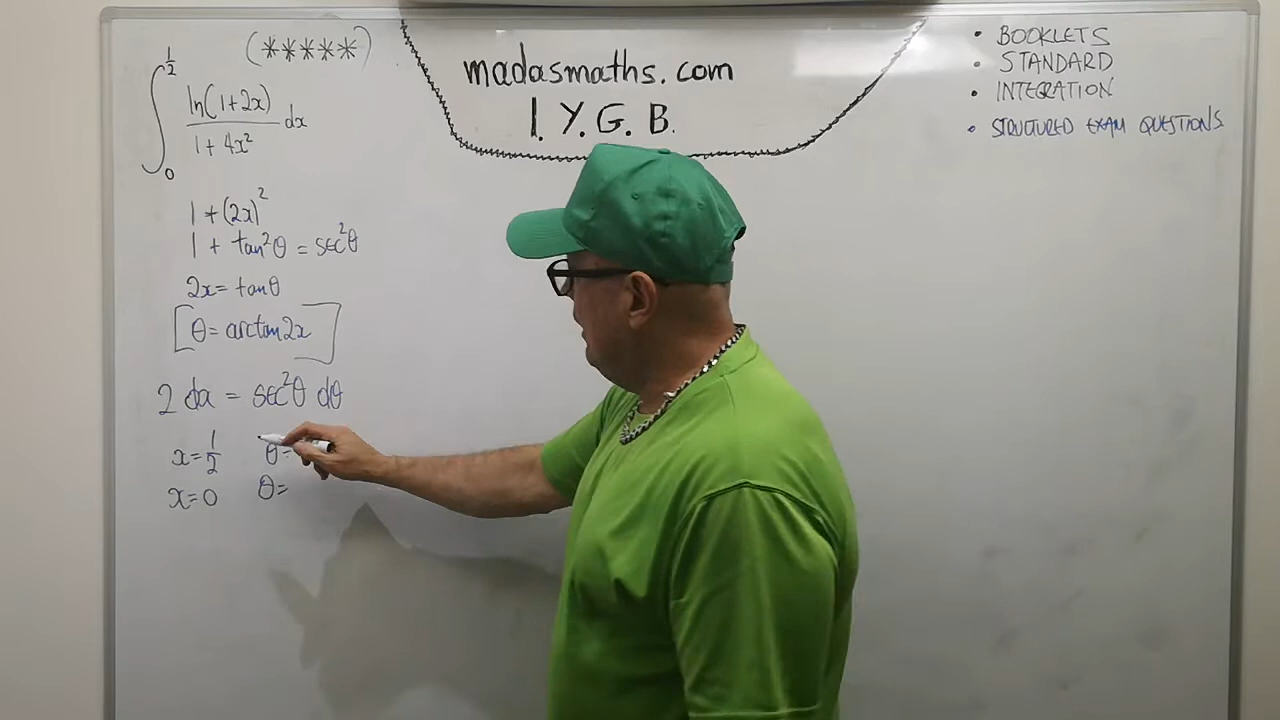 (*****)
∫₀^½ ln(1+2x)/(1+4x²) dx
1+(2x)²
1 + tan²θ = sec²θ
2x = tanθ
[θ = arctan2x]
2 dx = sec²θ dθ
x=1/2 θ=
x=0 θ=
madasmaths.com
I. Y. G. B.
• BOOKLETS
• STANDARD
• INTEGRATION
• STRUCTURED EXAM QUESTIONS